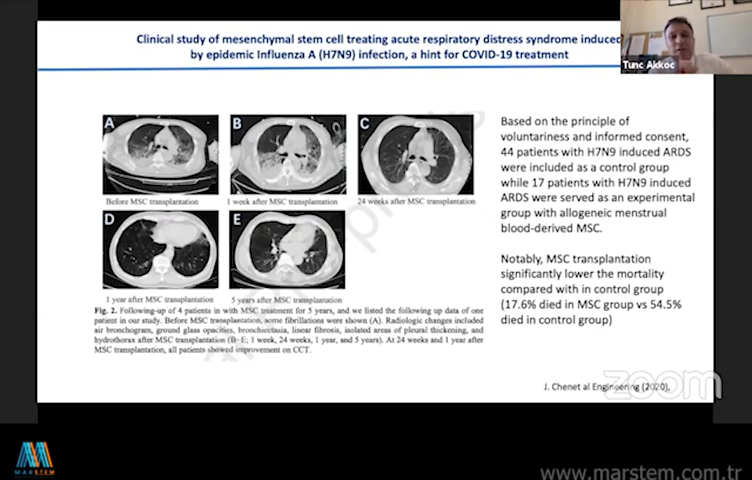 Clinical study of mesenchymal stem cell treating acute respiratory distress syndrome induced
by epidemic Influenza A (H7N9) infection, a hint for COVID-19 treatment
Tunc Akkoc
A
B
C
Before MSC transplantation
1 week after MSC transplantation
24 weeks after MSC transplantation
D
E
1 year after MSC transplantation
5 years after MSC transplantation
Fig. 2. Following-up of 4 patients in with MSC treatment for 5 years, and we listed the following up data of one
patient in our study. Before MSC transplantation, some fibrillations were shown (A). Radiologic changes included
air bronchogram, ground glass opacities, bronchiectasia, linear fibrosis, isolated areas of pleural thickening, and
hydrothorax after MSC transplantation (B–E; 1 week, 24 weeks, 1 year, and 5 years). At 24 weeks and 1 year after
MSC transplantation, all patients showed improvement on CCT.
Based on the principle of
voluntariness and informed consent,
44 patients with H7N9 induced ARDS
were included as a control group
while 17 patients with H7N9 induced
ARDS were served as an experimental
group with allogeneic menstrual
blood-derived MSC.
Notably, MSC transplantation
significantly lower the mortality
compared with in control group
(17.6% died in MSC group vs 54.5%
died in control group)
J. Chenet al Engineering (2020),
zoom
MARSTEM
www.marstem.com.tr